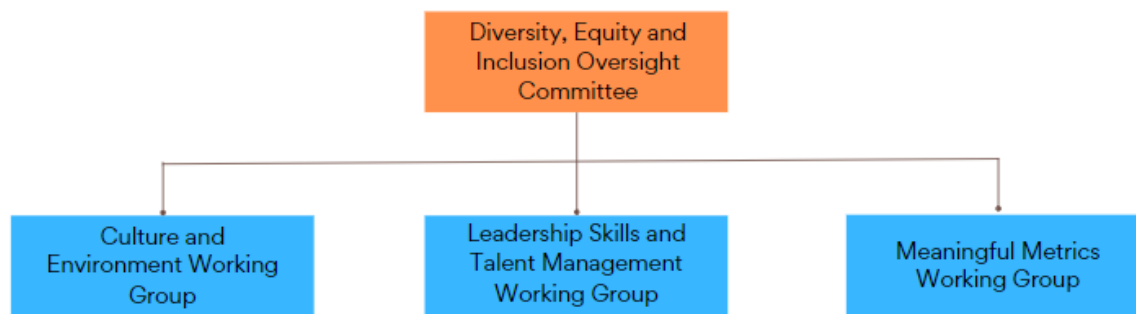 Diversity, Equity and
Inclusion Oversight
Committee
Culture and
Environment Working
Group
Leadership Skills and
Talent Management
Working Group
Meaningful Metrics
Working Group